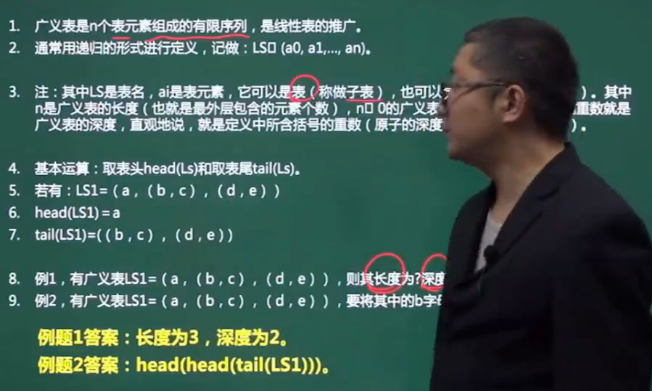 1. 广义表是n个表元素组成的有限序列，是线性表的推广。
2. 通常用递归的形式进行定义，记做：LS▯ (a0, a1,..., an)。
3. 注：其中LS是表名，ai是表元素，它可以是表（称做子表），也可以
）。其中
n是广义表的长度（也就是最外层包含的元素个数），n▯ 0的广义表
重数就是
广义表的深度，直观地说，就是定义中所含括号的重数（原子的深度
）。
4. 基本运算：取表头head(Ls)和取表尾tail(Ls)。
5. 若有：LS1=（a，（b，c），（d，e））
6. head(LS1)＝a
7. tail(LS1)=(（b，c），（d，e）)
8. 例1，有广义表LS1=（a，（b，c），（d，e）），则其长度为?深度
9. 例2，有广义表LS1=（a，（b，c），（d，e）），要将其中的b字母
例题1答案：长度为3，深度为2。
例题2答案：head(head(tail(LS1)))。